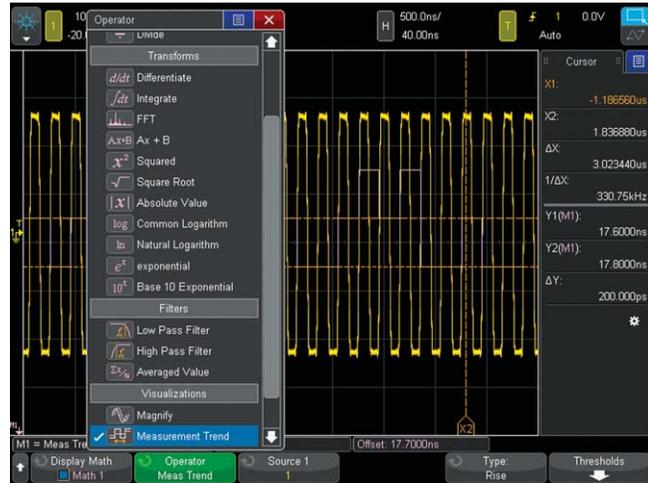 1
10
-20.
H
500.0ns/
40.00ns
T
1
0.0V
Auto
Operator
Divide
Transforms
d/dt Differentiate
∫dt Integrate
FFT
Ax+B Ax + B
x² Squared
√ Square Root
|x| Absolute Value
log Common Logarithm
ln Natural Logarithm
eˣ exponential
10ˣ Base 10 Exponential
Filters
Low Pass Filter
High Pass Filter
Σx/N Averaged Value
Visualizations
Magnify
Measurement Trend
Cursor
X1:
-1.186560us
X2:
1.836880us
ΔX:
3.023440us
1/ΔX:
330.75kHz
Y1(M1):
17.6000ns
Y2(M1):
17.8000ns
ΔY:
200.000ps
X2
M1 = Meas Tre
Offset: 17.7000ns
Display Math
Math 1
Operator
Meas Trend
Source 1
1
Type:
Rise
Thresholds